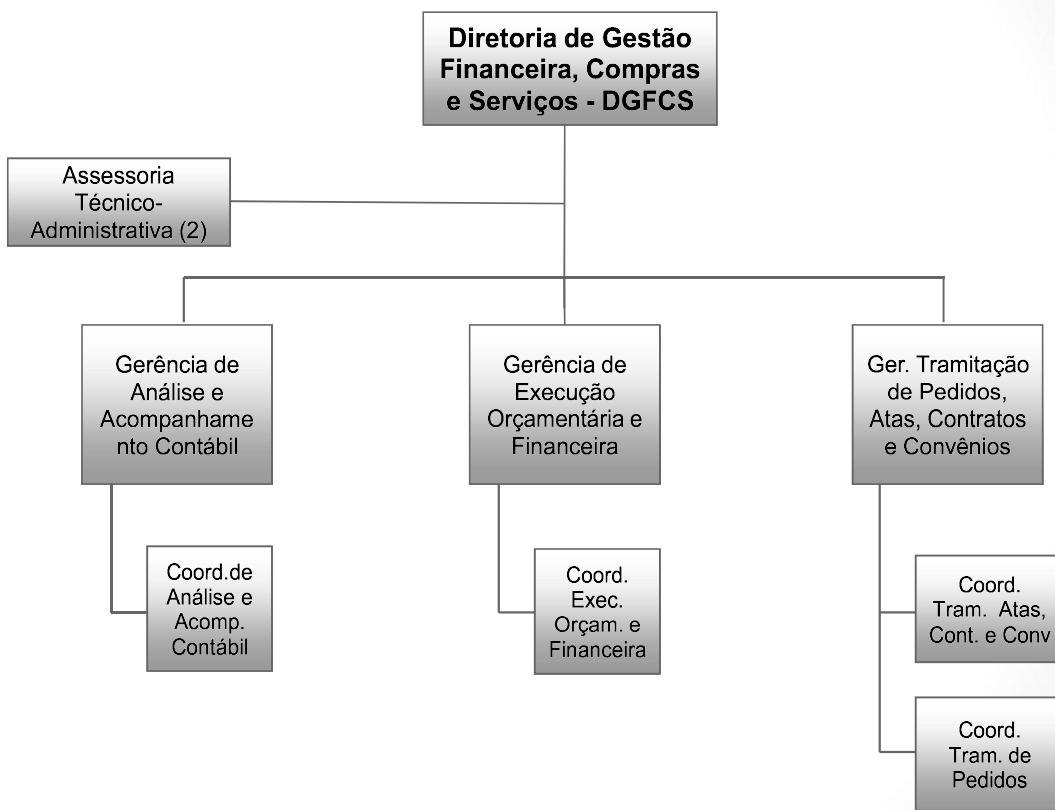 Diretoria de Gestão
Financeira, Compras
e Serviços - DGFCS
Assessoria
Técnico-
Administrativa (2)
Gerência de
Análise e
Acompanhame
nto Contábil
Gerência de
Execução
Orçamentária e
Financeira
Ger. Tramitação
de Pedidos,
Atas, Contratos
e Convênios
Coord.de
Análise e
Acomp.
Contábil
Coord.
Exec.
Orçam. e
Financeira
Coord.
Tram. Atas,
Cont. e Conv
Coord.
Tram. de
Pedidos